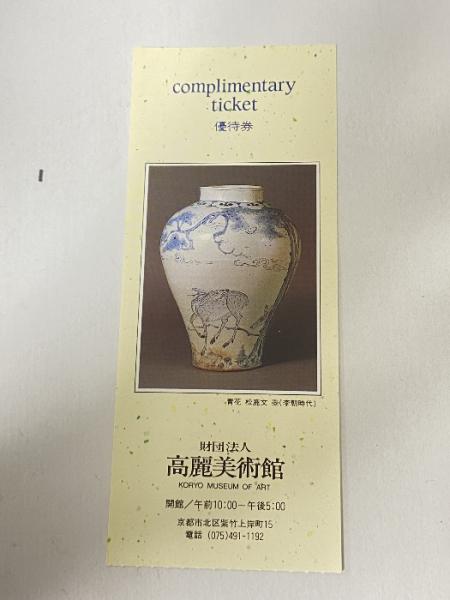 complimentary
ticket
優待券
青花 松鹿文 壺(李朝時代)
財団法人
高麗美術館
KORYO MUSEUM OF ART
開館／午前10:00〜午後5:00
京都市北区紫竹上岸町15
電話 (075)491-1192